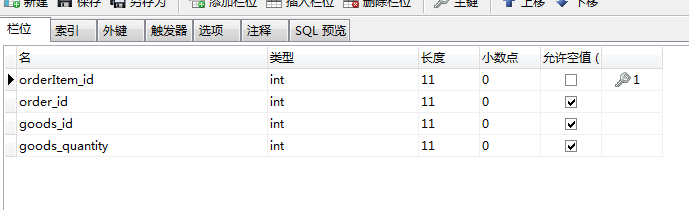 新建 保存 另存为 添加栏位 插入栏位 删除栏位 主键 上移 下移
栏位 索引 外键 触发器 选项 注释 SQL 预览
名 类型 长度 小数点 允许空值 (
orderItem_id int 11 0 1
order_id int 11 0
goods_id int 11 0
goods_quantity int 11 0